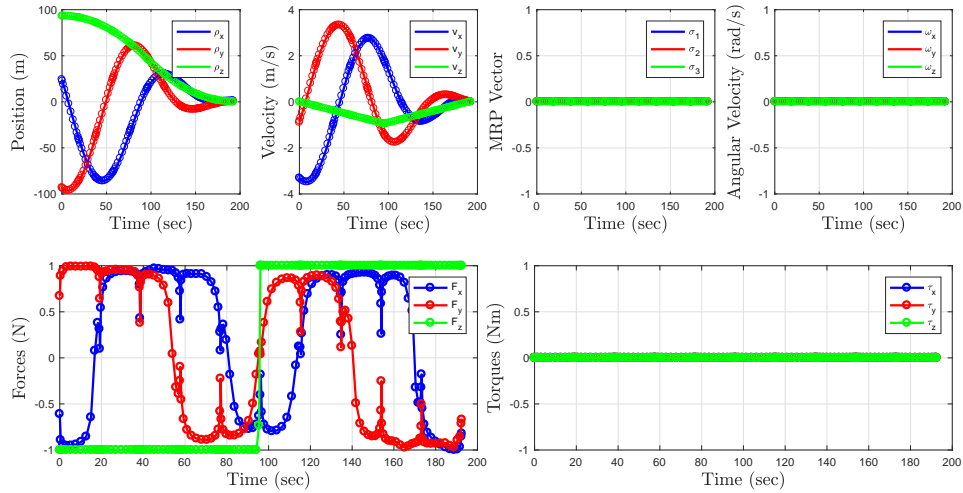 Position (m)
100
50
0
-50
-100
ρx
ρy
ρz
0 50 100 150 200
Time (sec)
Velocity (m/s)
4
2
0
-2
-4
vx
vy
vz
0 50 100 150 200
Time (sec)
MRP Vector
1
0.5
0
-0.5
-1
σ1
σ2
σ3
0 50 100 150 200
Time (sec)
Angular Velocity (rad/s)
1
0.5
0
-0.5
-1
ωx
ωy
ωz
0 50 100 150 200
Time (sec)
Forces (N)
1
0.5
0
-0.5
-1
Fx
Fy
Fz
0 20 40 60 80 100 120 140 160 180 200
Time (sec)
Torques (Nm)
1
0.5
0
-0.5
-1
τx
τy
τz
0 20 40 60 80 100 120 140 160 180 200
Time (sec)